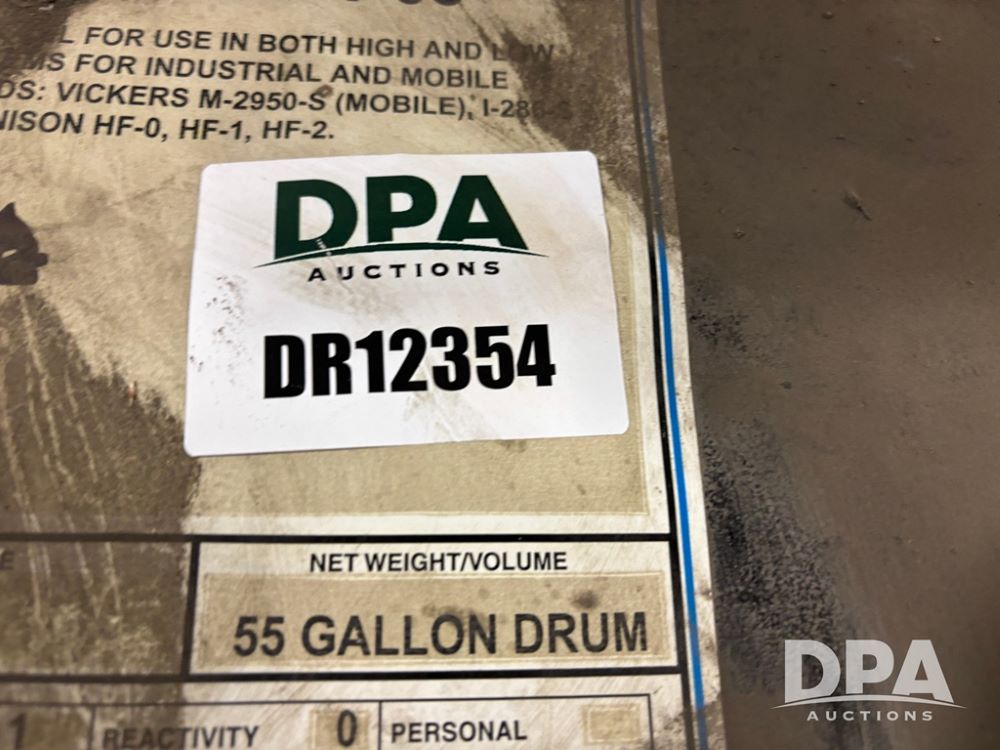 FOR USE IN BOTH HIGH AND LOW
FOR INDUSTRIAL AND MOBILE
VICKERS M-2950-S (MOBILE),
HF-0, HF-1, HF-2.
DPA
AUCTIONS
DR12354
NET WEIGHT/VOLUME
55 GALLON DRUM
1 REACTIVITY 0 PERSONAL
DPA
AUCTIONS